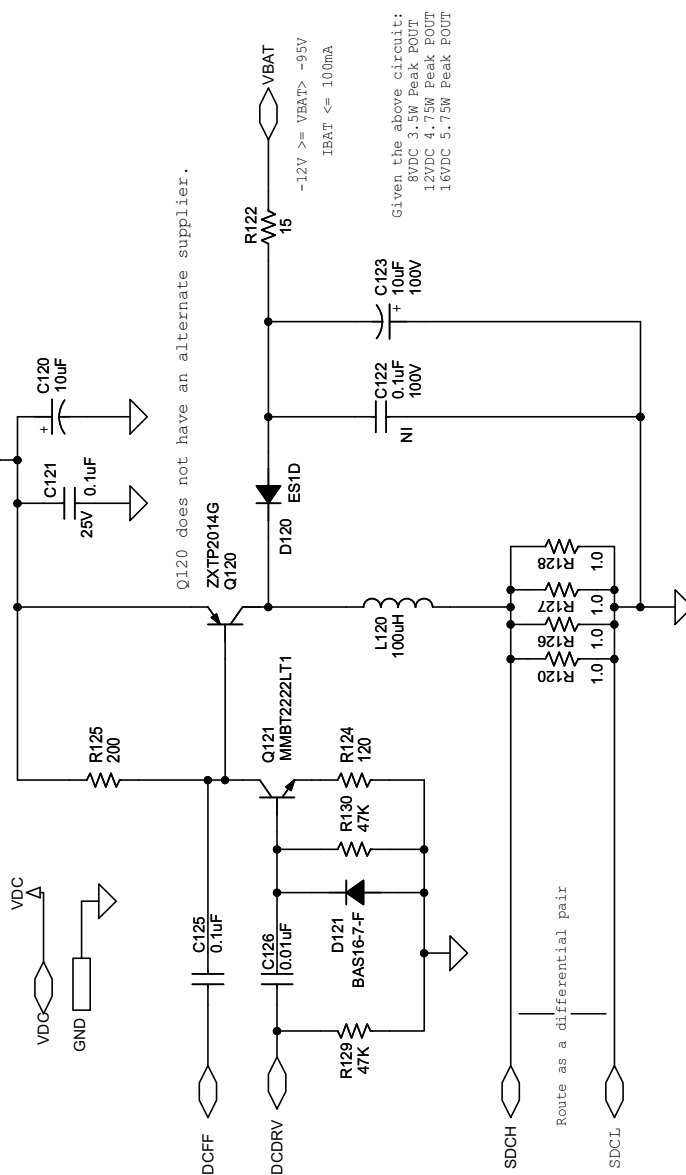 VDC
VDC
GND
C121
25V
0.1uF
+
C120
10uF
Q120 does not have an alternate supplier.
R125
200
ZXTP2014G
Q120
DCFF
C125
0.1uF
Q121
MMBT2222LT1
D120
ES1D
R122
15
VBAT
-12V >= VBAT> -95V
IBAT <= 100mA
DCDRV
C126
0.01uF
R124
120
R130
47K
D121
BAS16-7-F
R129
47K
L120
100uH
C122
0.1uF
100V
NI
C123
10uF
100V
+
Given the above circuit:
8VDC 3.5W Peak POUT
12VDC 4.75W Peak POUT
16VDC 5.75W Peak POUT
SDCH
R120
1.0
R126
1.0
R127
1.0
R128
1.0
Route as a differential pair
SDCL